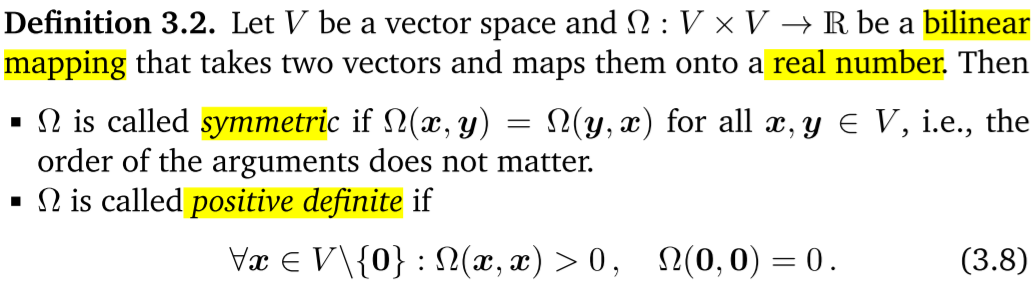 Definition 3.2. Let V be a vector space and Ω : V × V → ℝ be a bilinear
mapping that takes two vectors and maps them onto a real number. Then
▪ Ω is called symmetric if Ω(x, y) = Ω(y, x) for all x, y ∈ V, i.e., the
order of the arguments does not matter.
▪ Ω is called positive definite if
∀x ∈ V\{0} : Ω(x, x) > 0, Ω(0, 0) = 0. (3.8)